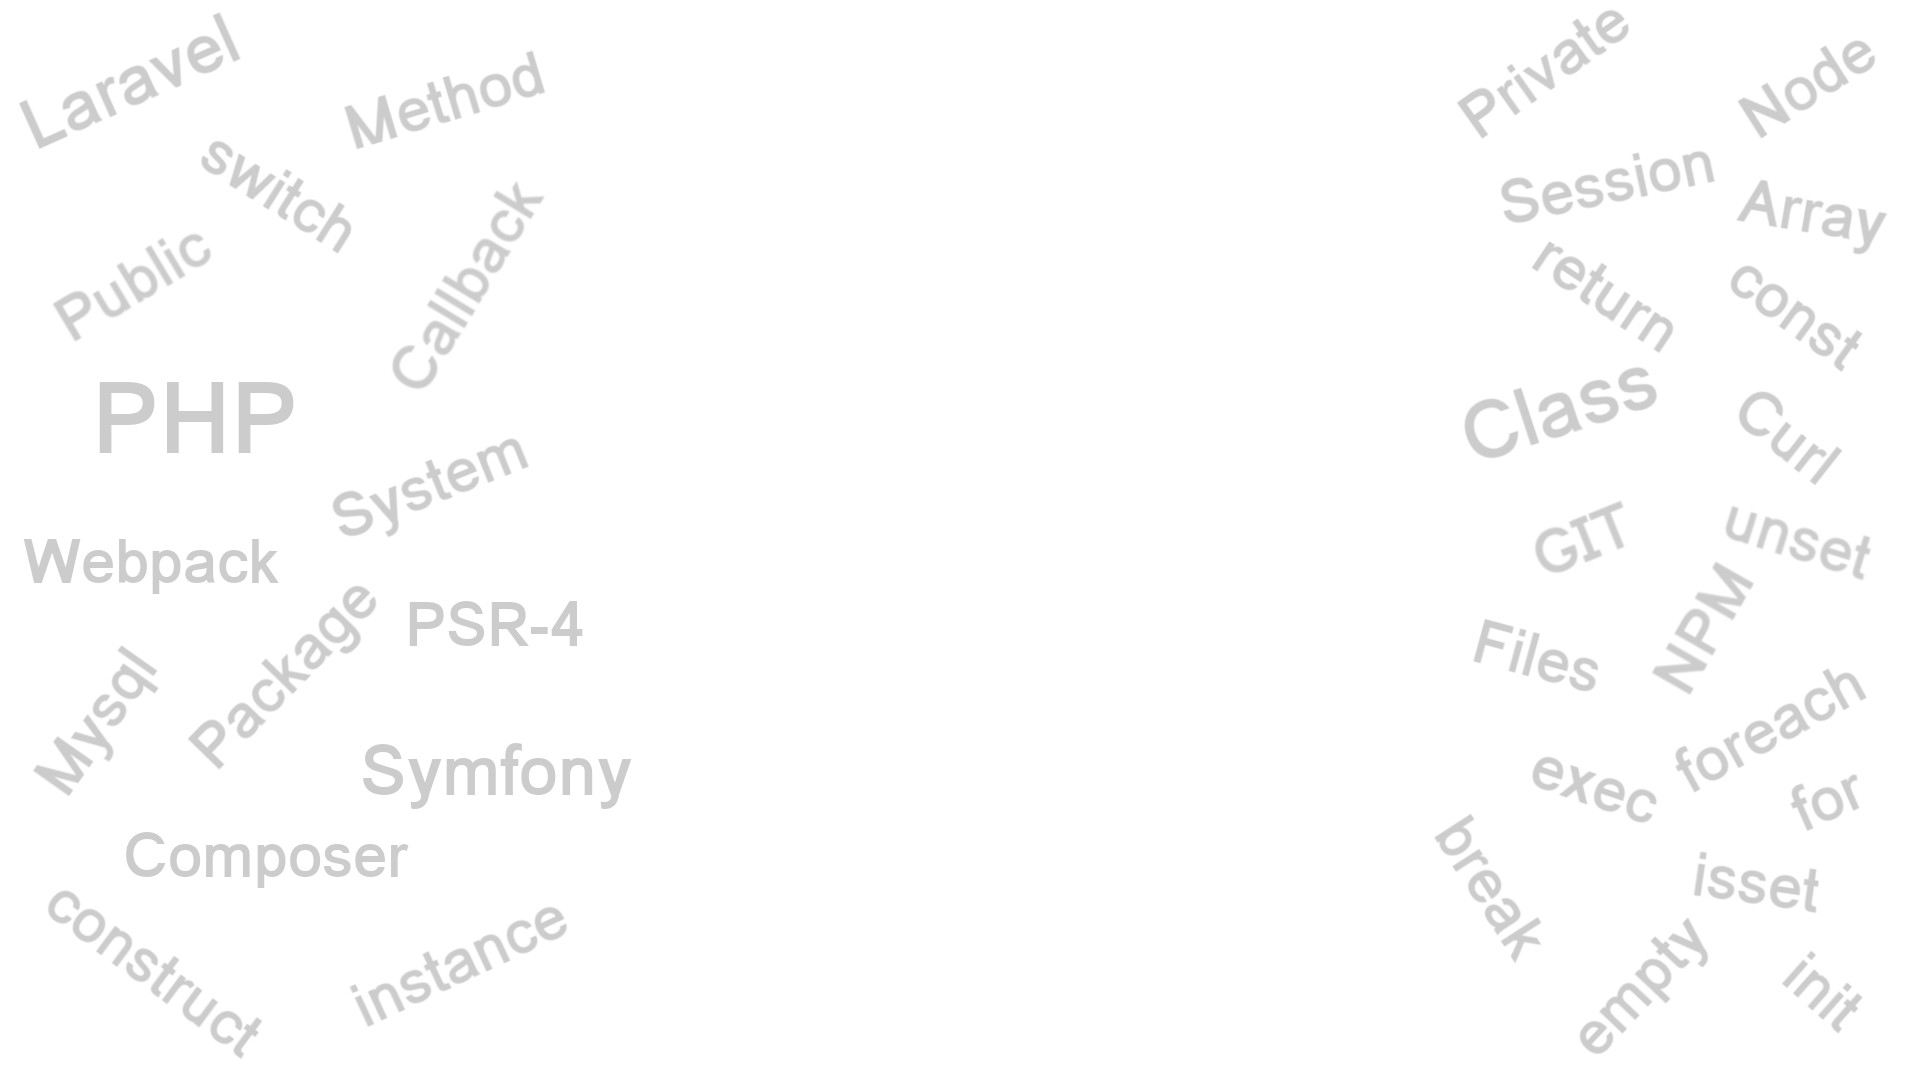 Laravel
Method
switch
Public
Callback
PHP
System
Webpack
Package
PSR-4
Mysql
Symfony
Composer
construct
instance
Private
Node
Session
Array
return
const
Class
Curl
GIT
unset
NPM
Files
foreach
exec
for
break
isset
empty
init